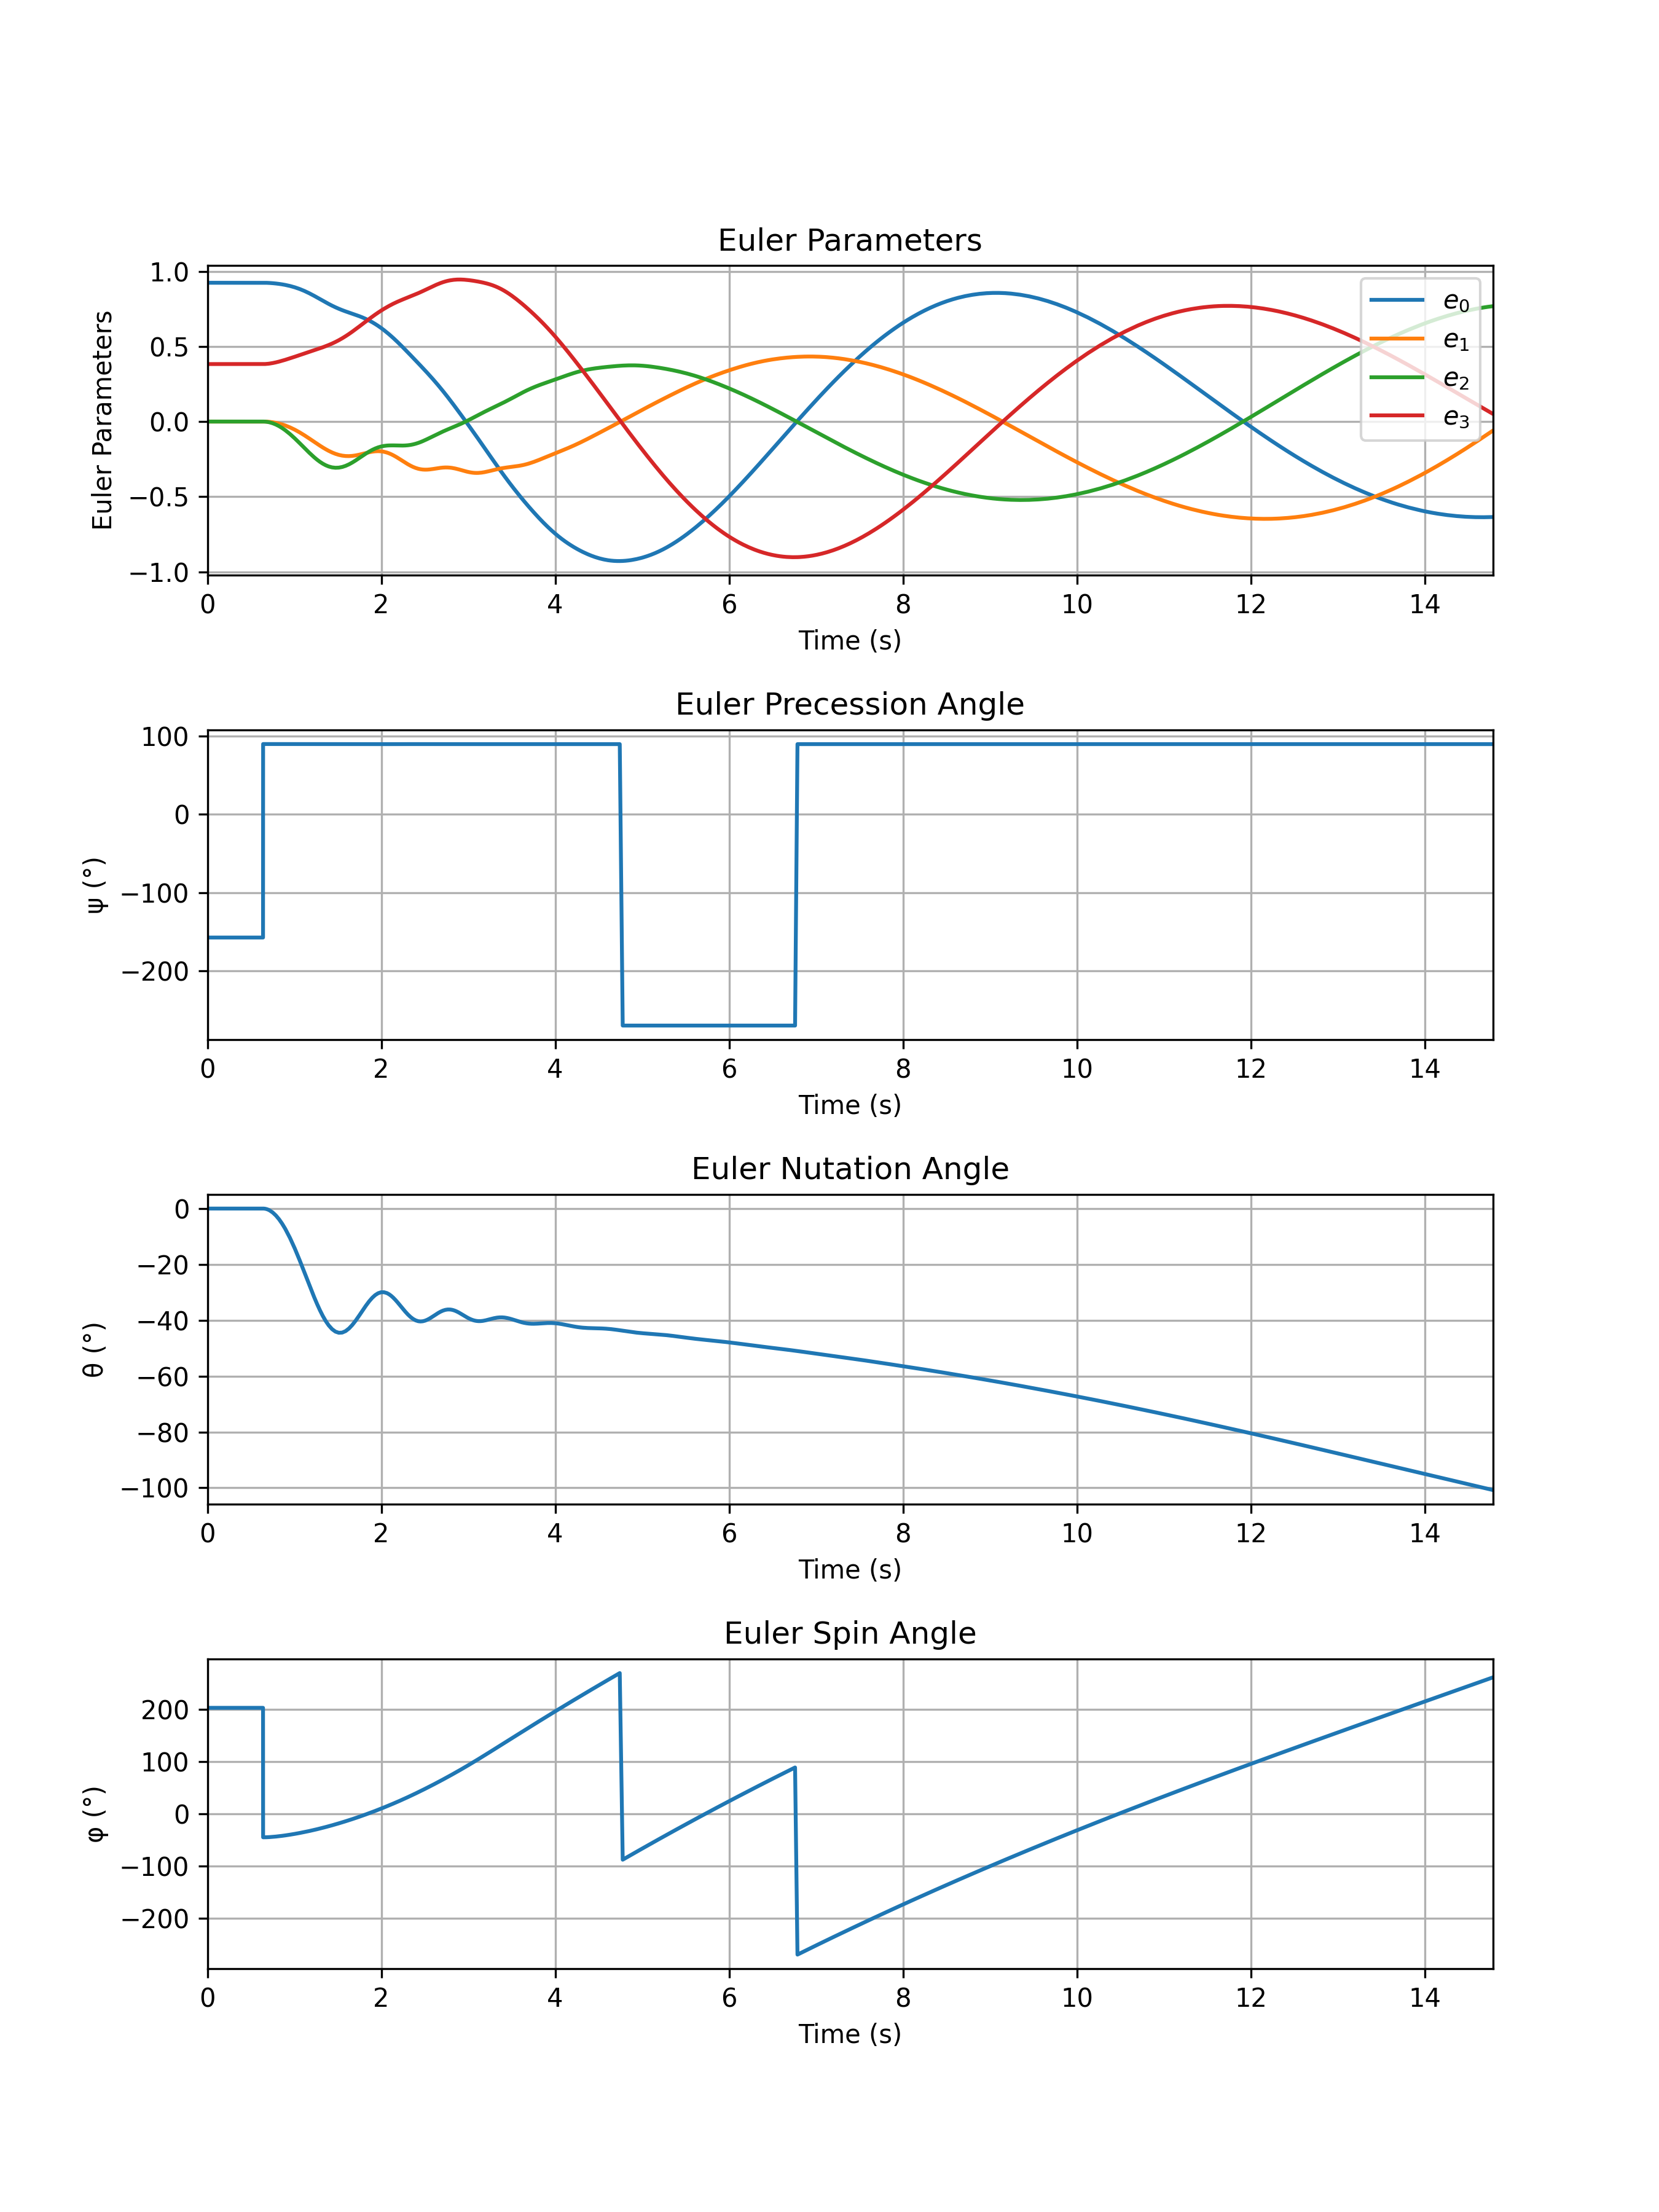 Euler Parameters
Euler Parameters
1.0
0.5
0.0
−0.5
−1.0
e₀
e₁
e₂
e₃
0 2 4 6 8 10 12 14
Time (s)
Euler Precession Angle
ψ (°)
100
0
−100
−200
0 2 4 6 8 10 12 14
Time (s)
Euler Nutation Angle
θ (°)
0
−20
−40
−60
−80
−100
0 2 4 6 8 10 12 14
Time (s)
Euler Spin Angle
φ (°)
200
100
0
−100
−200
0 2 4 6 8 10 12 14
Time (s)